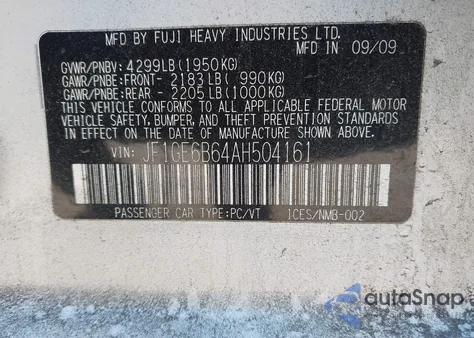 MFD BY FUJI HEAVY INDUSTRIES LTD.
MFD IN 09/09
GVWR/PNBV: 4299LB(1950KG)
GAWR/PNBE:FRONT- 2183LB( 990KG)
GAWR/PNBE:REAR - 2205LB(1000KG)
THIS VEHICLE CONFORMS TO ALL APPLICABLE FEDERAL MOTOR
VEHICLE SAFETY, BUMPER, AND THEFT PREVENTION STANDARDS
IN EFFECT ON THE DATE OF MANUFACTURE SHOWN ABOVE.
VIN: JF1GE6B64AH504161
PASSENGER CAR TYPE:PC/VT 1CES/NMB-002
autoSnap